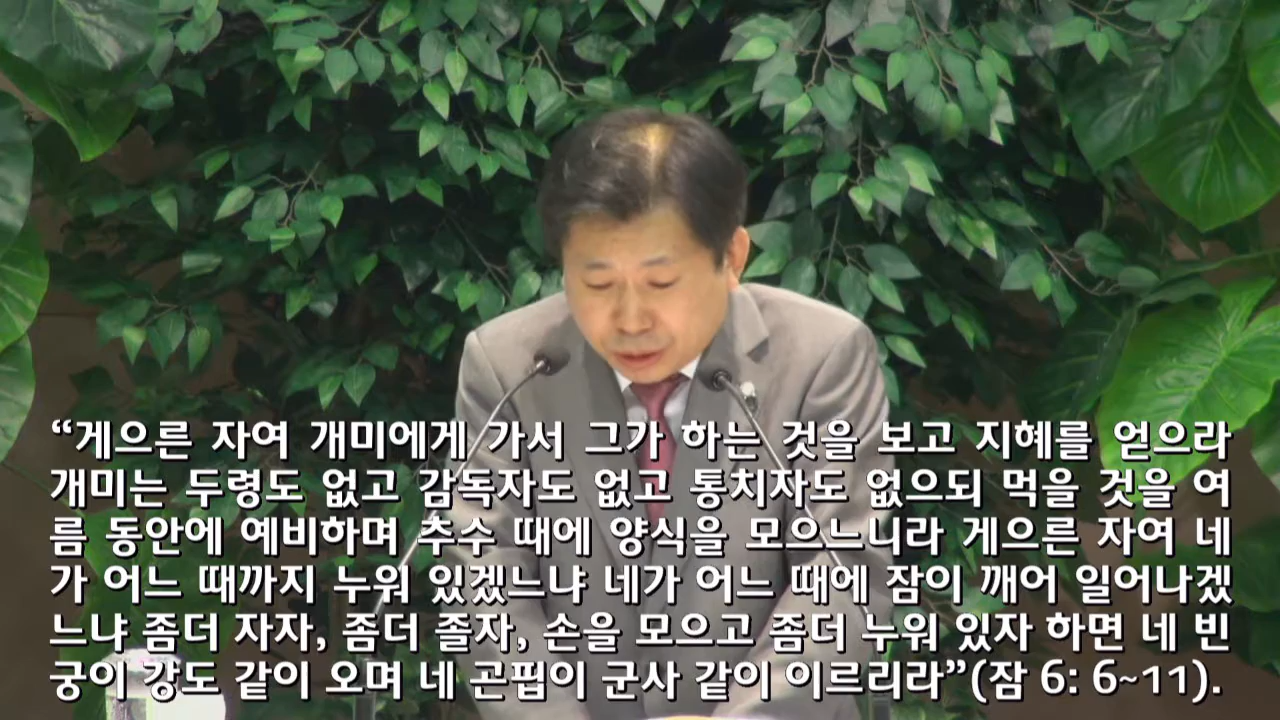 “게으른 자여 개미에게 가서 그가 하는 것을 보고 지혜를 얻으라
개미는 두령도 없고 감독자도 없고 통치자도 없으되 먹을 것을 여
름 동안에 예비하며 추수 때에 양식을 모으느니라 게으른 자여 네
가 어느 때까지 누워 있겠느냐 네가 어느 때에 잠이 깨어 일어나겠
느냐 좀더 자자, 좀더 졸자, 손을 모으고 좀더 누워 있자 하면 네 빈
궁이 강도 같이 오며 네 곤핍이 군사 같이 이르리라”(잠 6: 6~11).